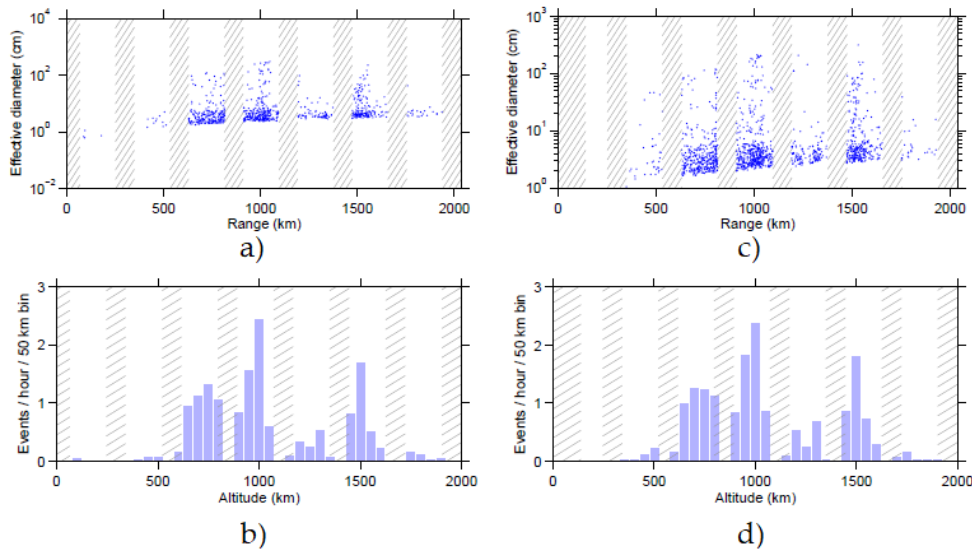 Effective diameter (cm)
10^4
10^2
10^0
10^-2
0 500 1000 1500 2000
Range (km)
a)
Effective diameter (cm)
10^3
10^2
10^1
10^0
0 500 1000 1500 2000
Range (km)
c)
Events / hour / 50 km bin
3
2
1
0
0 500 1000 1500 2000
Altitude (km)
b)
Events / hour / 50 km bin
3
2
1
0
0 500 1000 1500 2000
Altitude (km)
d)